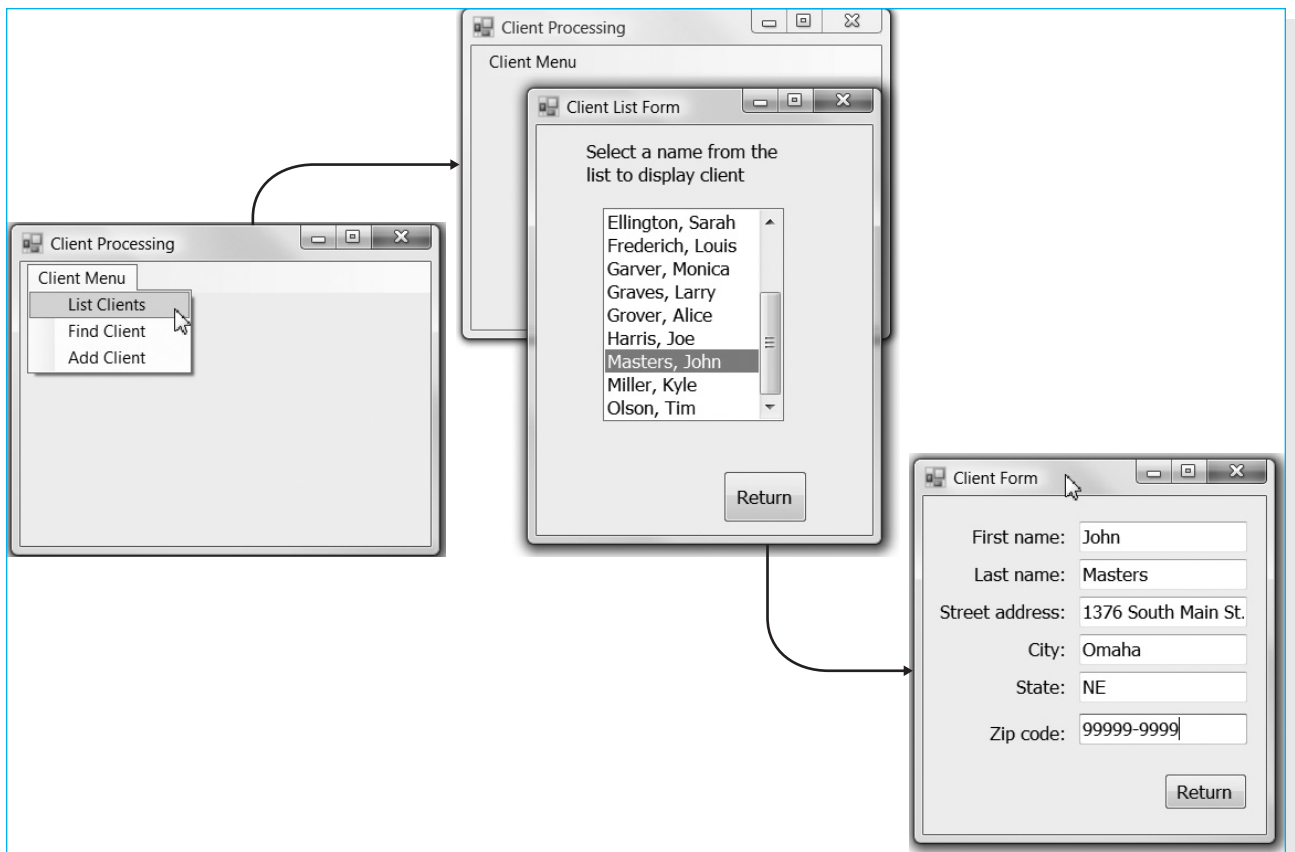 Client Processing
Client Menu
List Clients
Find Client
Add Client
Client Processing
Client Menu
Client List Form
Select a name from the
list to display client
Ellington, Sarah
Frederich, Louis
Garver, Monica
Graves, Larry
Grover, Alice
Harris, Joe
Masters, John
Miller, Kyle
Olson, Tim
Return
Client Form
First name: John
Last name: Masters
Street address: 1376 South Main St.
City: Omaha
State: NE
Zip code: 99999-9999
Return